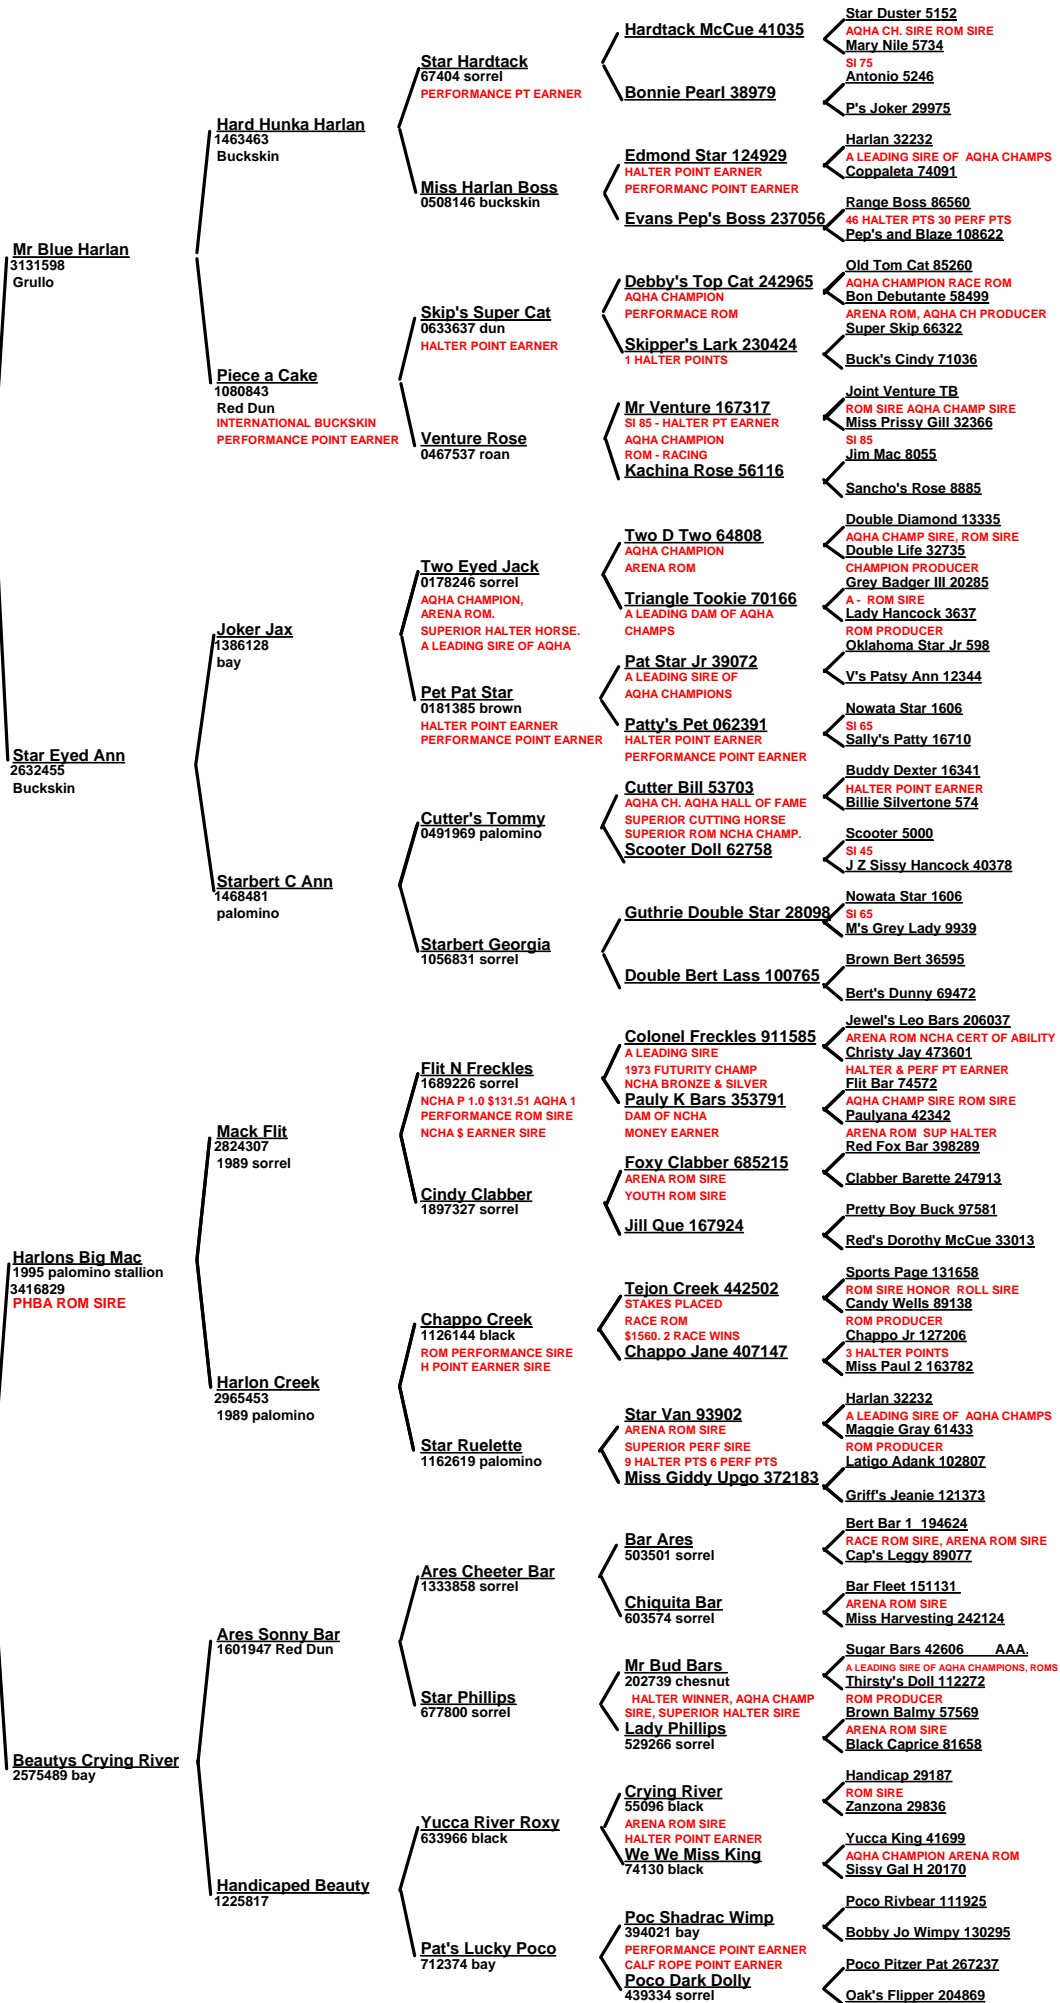 Mr Blue Harlan
3131598
Grullo
Star Eyed Ann
2632455
Buckskin
Harlons Big Mac
1995 palomino stallion
3416829
PHBA ROM SIRE
Beautys Crying River
2575489 bay
Hard Hunka Harlan
1463463
Buckskin
Piece a Cake
1080843
Red Dun
INTERNATIONAL BUCKSKIN
PERFORMANCE POINT EARNER
Joker Jax
1386128
bay
Starbert C Ann
1468481
palomino
Mack Flit
2824307
1989 sorrel
Harlon Creek
2965453
1989 palomino
Ares Sonny Bar
1601947 Red Dun
Handicaped Beauty
1225817
Star Hardtack
67404 sorrel
PERFORMANCE PT EARNER
Miss Harlan Boss
0508146 buckskin
Skip's Super Cat
0633637 dun
HALTER POINT EARNER
Venture Rose
0467537 roan
Two Eyed Jack
0178246 sorrel
AQHA CHAMPION,
ARENA ROM.
SUPERIOR HALTER HORSE.
A LEADING SIRE OF AQHA
Pet Pat Star
0181385 brown
HALTER POINT EARNER
PERFORMANCE POINT EARNER
Cutter's Tommy
0491969 palomino
Starbert Georgia
1056831 sorrel
Flit N Freckles
1689226 sorrel
NCHA P 1.0 $131.51 AQHA 1
PERFORMANCE ROM SIRE
NCHA $ EARNER SIRE
Cindy Clabber
1897327 sorrel
Chappo Creek
1126144 black
ROM PERFORMANCE SIRE
H POINT EARNER SIRE
Star Ruelette
1162619 palomino
Ares Cheeter Bar
1333858 sorrel
Star Phillips
677800 sorrel
Yucca River Roxy
633966 black
Pat's Lucky Poco
712374 bay
Hardtack McCue 41035
Bonnie Pearl 38979
Edmond Star 124929
HALTER POINT EARNER
PERFORMANC POINT EARNER
Evans Pep's Boss 237056
Debby's Top Cat 242965
AQHA CHAMPION
PERFORMACE ROM
Skipper's Lark 230424
1 HALTER POINTS
Mr Venture 167317
SI 85 - HALTER PT EARNER
AQHA CHAMPION
ROM - RACING
Kachina Rose 56116
Two D Two 64808
AQHA CHAMPION
ARENA ROM
Triangle Tookie 70166
A LEADING DAM OF AQHA
CHAMPS
Pat Star Jr 39072
A LEADING SIRE OF
AQHA CHAMPIONS
Patty's Pet 062391
HALTER POINT EARNER
PERFORMANCE POINT EARNER
Cutter Bill 53703
AQHA CH. AQHA HALL OF FAME
SUPERIOR CUTTING HORSE
SUPERIOR ROM NCHA CHAMP.
Scooter Doll 62758
Guthrie Double Star 28098
Double Bert Lass 100765
Colonel Freckles 911585
A LEADING SIRE
1973 FUTURITY CHAMP
NCHA BRONZE & SILVER
Pauly K Bars 353791
DAM OF NCHA
MONEY EARNER
Foxy Clabber 685215
ARENA ROM SIRE
YOUTH ROM SIRE
Jill Que 167924
Tejon Creek 442502
STAKES PLACED
RACE ROM
$1560. 2 RACE WINS
Chappo Jane 407147
Star Van 93902
ARENA ROM SIRE
SUPERIOR PERF SIRE
9 HALTER PTS 6 PERF PTS
Miss Giddy Upgo 372183
Bar Ares
503501 sorrel
Chiquita Bar
603574 sorrel
Mr Bud Bars
202739 chesnut
HALTER WINNER, AQHA CHAMP
SIRE, SUPERIOR HALTER SIRE
Lady Phillips
529266 sorrel
Crying River
55096 black
ARENA ROM SIRE
HALTER POINT EARNER
We We Miss King
74130 black
Poc Shadrac Wimp
394021 bay
PERFORMANCE POINT EARNER
CALF ROPE POINT EARNER
Poco Dark Dolly
439334 sorrel
Star Duster 5152
AQHA CH. SIRE ROM SIRE
Mary Nile 5734
SI 75
Antonio 5246
P's Joker 29975
Harlan 32232
A LEADING SIRE OF AQHA CHAMPS
Coppaleta 74091
Range Boss 86560
46 HALTER PTS 30 PERF PTS
Pep's and Blaze 108622
Old Tom Cat 85260
AQHA CHAMPION RACE ROM
Bon Debutante 58499
ARENA ROM, AQHA CH PRODUCER
Super Skip 66322
Buck's Cindy 71036
Joint Venture TB
ROM SIRE AQHA CHAMP SIRE
Miss Prissy Gill 32366
SI 85
Jim Mac 8055
Sancho's Rose 8885
Double Diamond 13335
AQHA CHAMP SIRE, ROM SIRE
Double Life 32735
CHAMPION PRODUCER
Grey Badger III 20285
A - ROM SIRE
Lady Hancock 3637
ROM PRODUCER
Oklahoma Star Jr 598
V's Patsy Ann 12344
Nowata Star 1606
SI 65
Sally's Patty 16710
Buddy Dexter 16341
HALTER POINT EARNER
Billie Silvertone 574
Scooter 5000
SI 45
J Z Sissy Hancock 40378
Nowata Star 1606
SI 65
M's Grey Lady 9939
Brown Bert 36595
Bert's Dunny 69472
Jewel's Leo Bars 206037
ARENA ROM NCHA CERT OF ABILITY
Christy Jay 473601
HALTER & PERF PT EARNER
Flit Bar 74572
AQHA CHAMP SIRE ROM SIRE
Paulyana 42342
ARENA ROM SUP HALTER
Red Fox Bar 398289
Clabber Barette 247913
Pretty Boy Buck 97581
Red's Dorothy McCue 33013
Sports Page 131658
ROM SIRE HONOR ROLL SIRE
Candy Wells 89138
ROM PRODUCER
Chappo Jr 127206
3 HALTER POINTS
Miss Paul 2 163782
Harlan 32232
A LEADING SIRE OF AQHA CHAMPS
Maggie Gray 61433
ROM PRODUCER
Latigo Adank 102807
Griff's Jeanie 121373
Bert Bar 1 194624
RACE ROM SIRE, ARENA ROM SIRE
Cap's Leggy 89077
Bar Fleet 151131
ARENA ROM SIRE
Miss Harvesting 242124
Sugar Bars 42606 AAA.
A LEADING SIRE OF AQHA CHAMPIONS, ROMS
Thirsty's Doll 112272
ROM PRODUCER
Brown Balmy 57569
ARENA ROM SIRE
Black Caprice 81658
Handicap 29187
ROM SIRE
Zanzona 29836
Yucca King 41699
AQHA CHAMPION ARENA ROM
Sissy Gal H 20170
Poco Rivbear 111925
Bobby Jo Wimpy 130295
Poco Pitzer Pat 267237
Oak's Flipper 204869